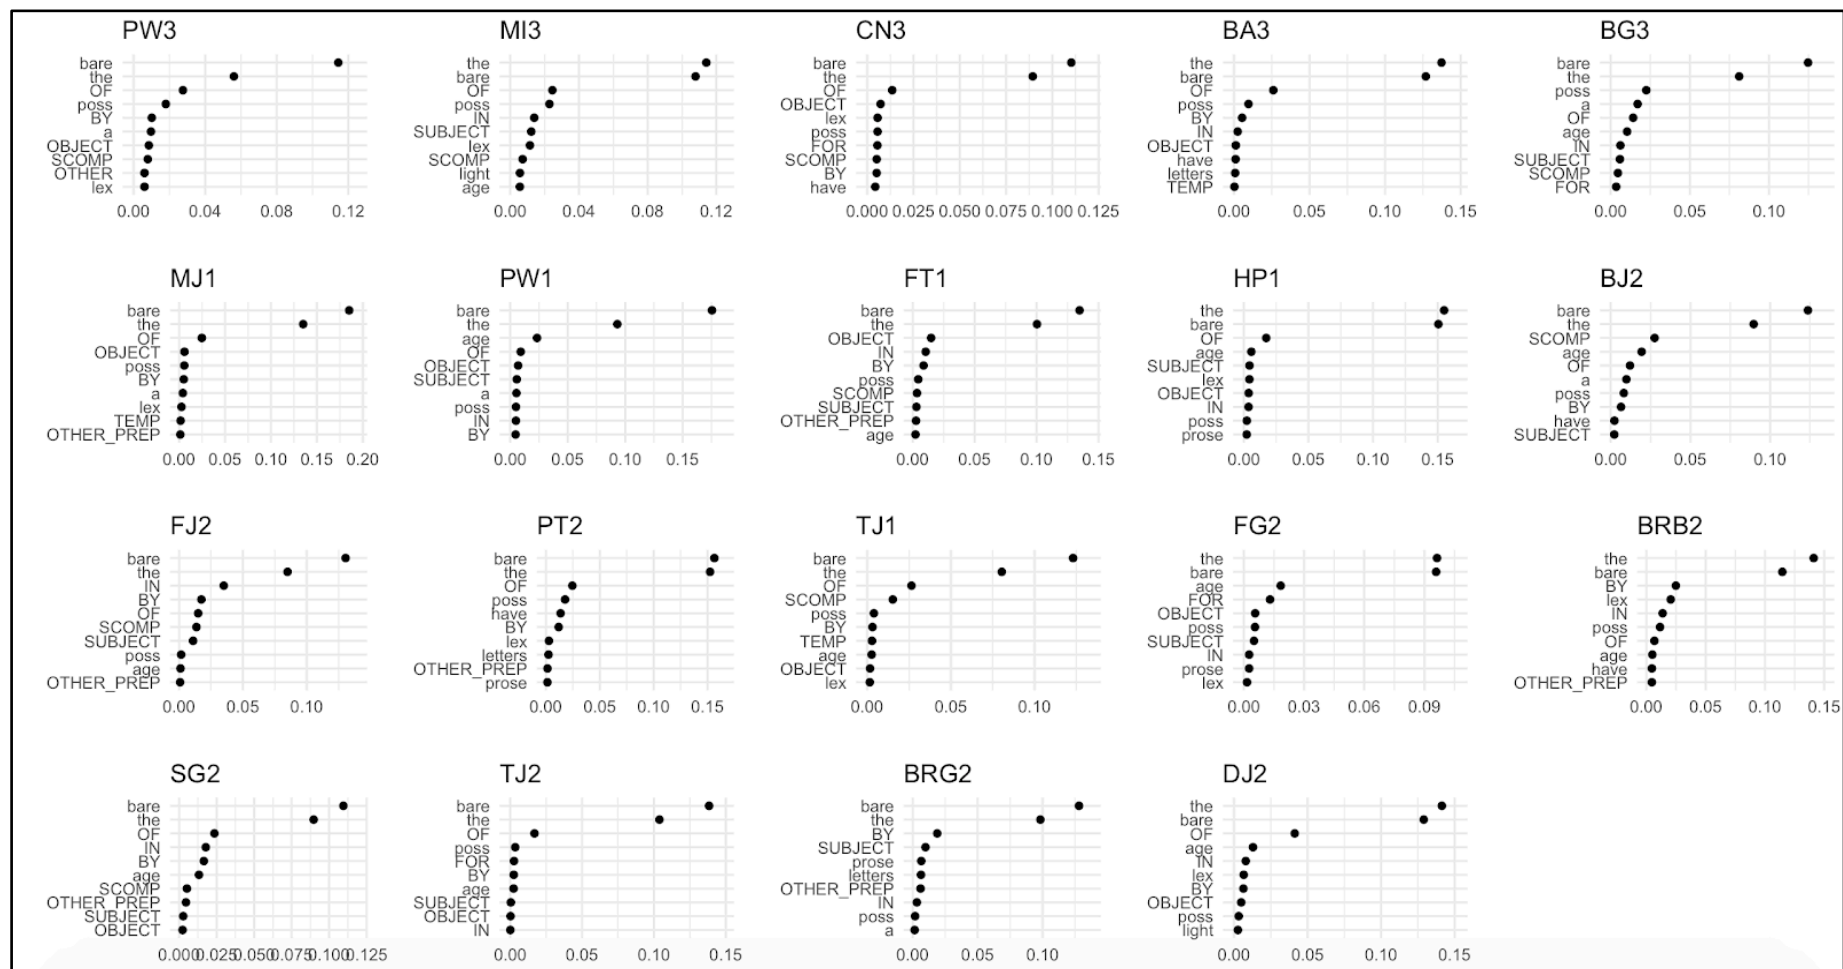 PW3 MI3 CN3 BA3 BG3
bare the bare the bare
the bare the bare the
OF OF OF OF poss
poss poss OBJECT poss a
BY IN lex BY OF
a SUBJECT poss IN age
OBJECT lex FOR OBJECT IN
SCOMP SCOMP SCOMP have SUBJECT
OTHER light BY letters SCOMP
lex age have TEMP FOR
0.00 0.04 0.08 0.12 0.00 0.04 0.08 0.12 0.000 0.025 0.050 0.075 0.100 0.125 0.00 0.05 0.10 0.15 0.00 0.05 0.10
MJ1 PW1 FT1 HP1 BJ2
bare bare bare the bare
the the the bare the
OF age OBJECT OF SCOMP
OBJECT OF IN age age
poss OBJECT BY SUBJECT OF
BY SUBJECT poss lex a
a a SCOMP OBJECT poss
lex poss SUBJECT IN BY
TEMP IN OTHER_PREP poss have
OTHER_PREP BY age prose SUBJECT
0.00 0.05 0.10 0.15 0.20 0.00 0.05 0.10 0.15 0.00 0.05 0.10 0.15 0.00 0.05 0.10 0.15 0.00 0.05 0.10
FJ2 PT2 TJ1 FG2 BRB2
bare bare bare the the
the the the bare bare
IN OF OF age BY
BY poss SCOMP FOR lex
OF have poss OBJECT IN
SCOMP BY BY poss poss
SUBJECT lex TEMP SUBJECT OF
poss letters age IN age
age OTHER_PREP OBJECT prose have
OTHER_PREP prose lex lex OTHER_PREP
0.00 0.05 0.10 0.00 0.05 0.10 0.15 0.00 0.05 0.10 0.00 0.03 0.06 0.09 0.00 0.05 0.10 0.15
SG2 TJ2 BRG2 DJ2
bare bare bare the
the the the bare
OF OF BY OF
IN poss SUBJECT age
BY FOR prose IN
age BY letters lex
SCOMP age OTHER_PREP BY
OTHER_PREP SUBJECT IN OBJECT
SUBJECT OBJECT poss poss
OBJECT IN a light
0.000 0.025 0.050 0.075 0.100 0.125 0.00 0.05 0.10 0.15 0.00 0.05 0.10 0.00 0.05 0.10 0.15